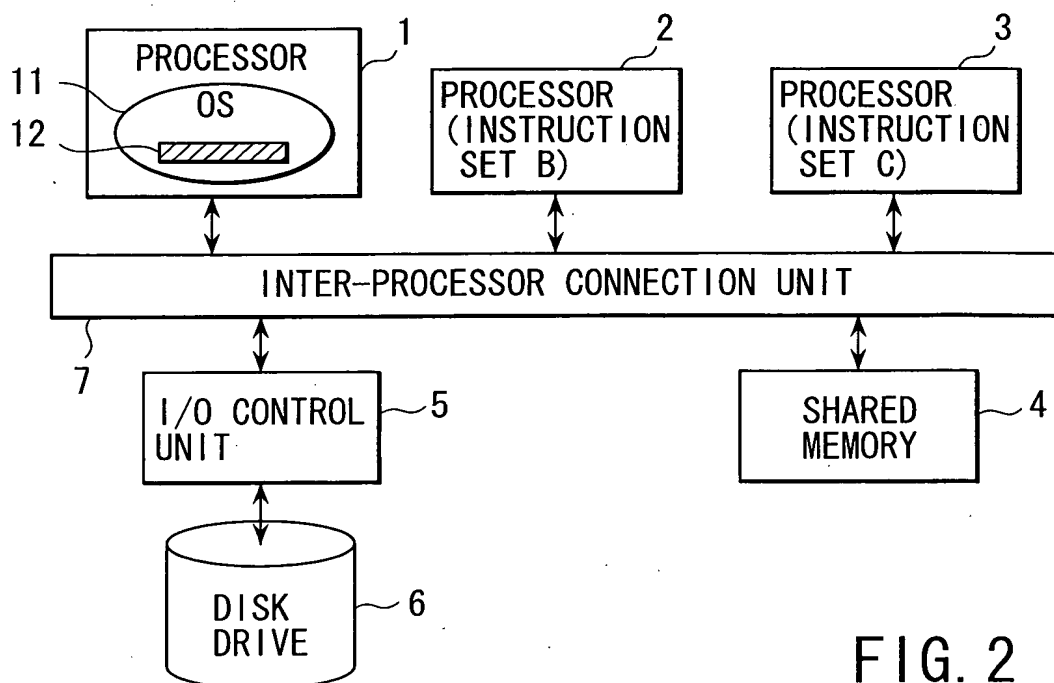 1
2
3
PROCESSOR
11
OS
12
PROCESSOR
(INSTRUCTION
SET B)
PROCESSOR
(INSTRUCTION
SET C)
INTER-PROCESSOR CONNECTION UNIT
7
I/O CONTROL
UNIT
5
SHARED
MEMORY
4
DISK
DRIVE
6
FIG. 2